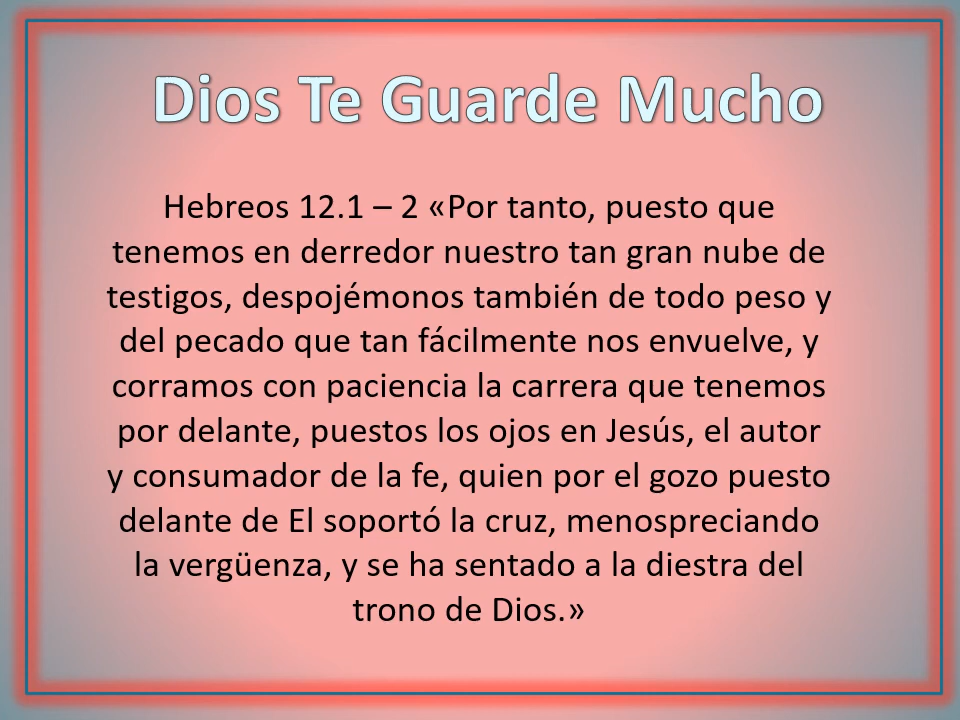 Dios Te Guarde Mucho
Hebreos 12.1 – 2 «Por tanto, puesto que
tenemos en derredor nuestro tan gran nube de
testigos, despojémonos también de todo peso y
del pecado que tan fácilmente nos envuelve, y
corramos con paciencia la carrera que tenemos
por delante, puestos los ojos en Jesús, el autor
y consumador de la fe, quien por el gozo puesto
delante de El soportó la cruz, menospreciando
la vergüenza, y se ha sentado a la diestra del
trono de Dios.»